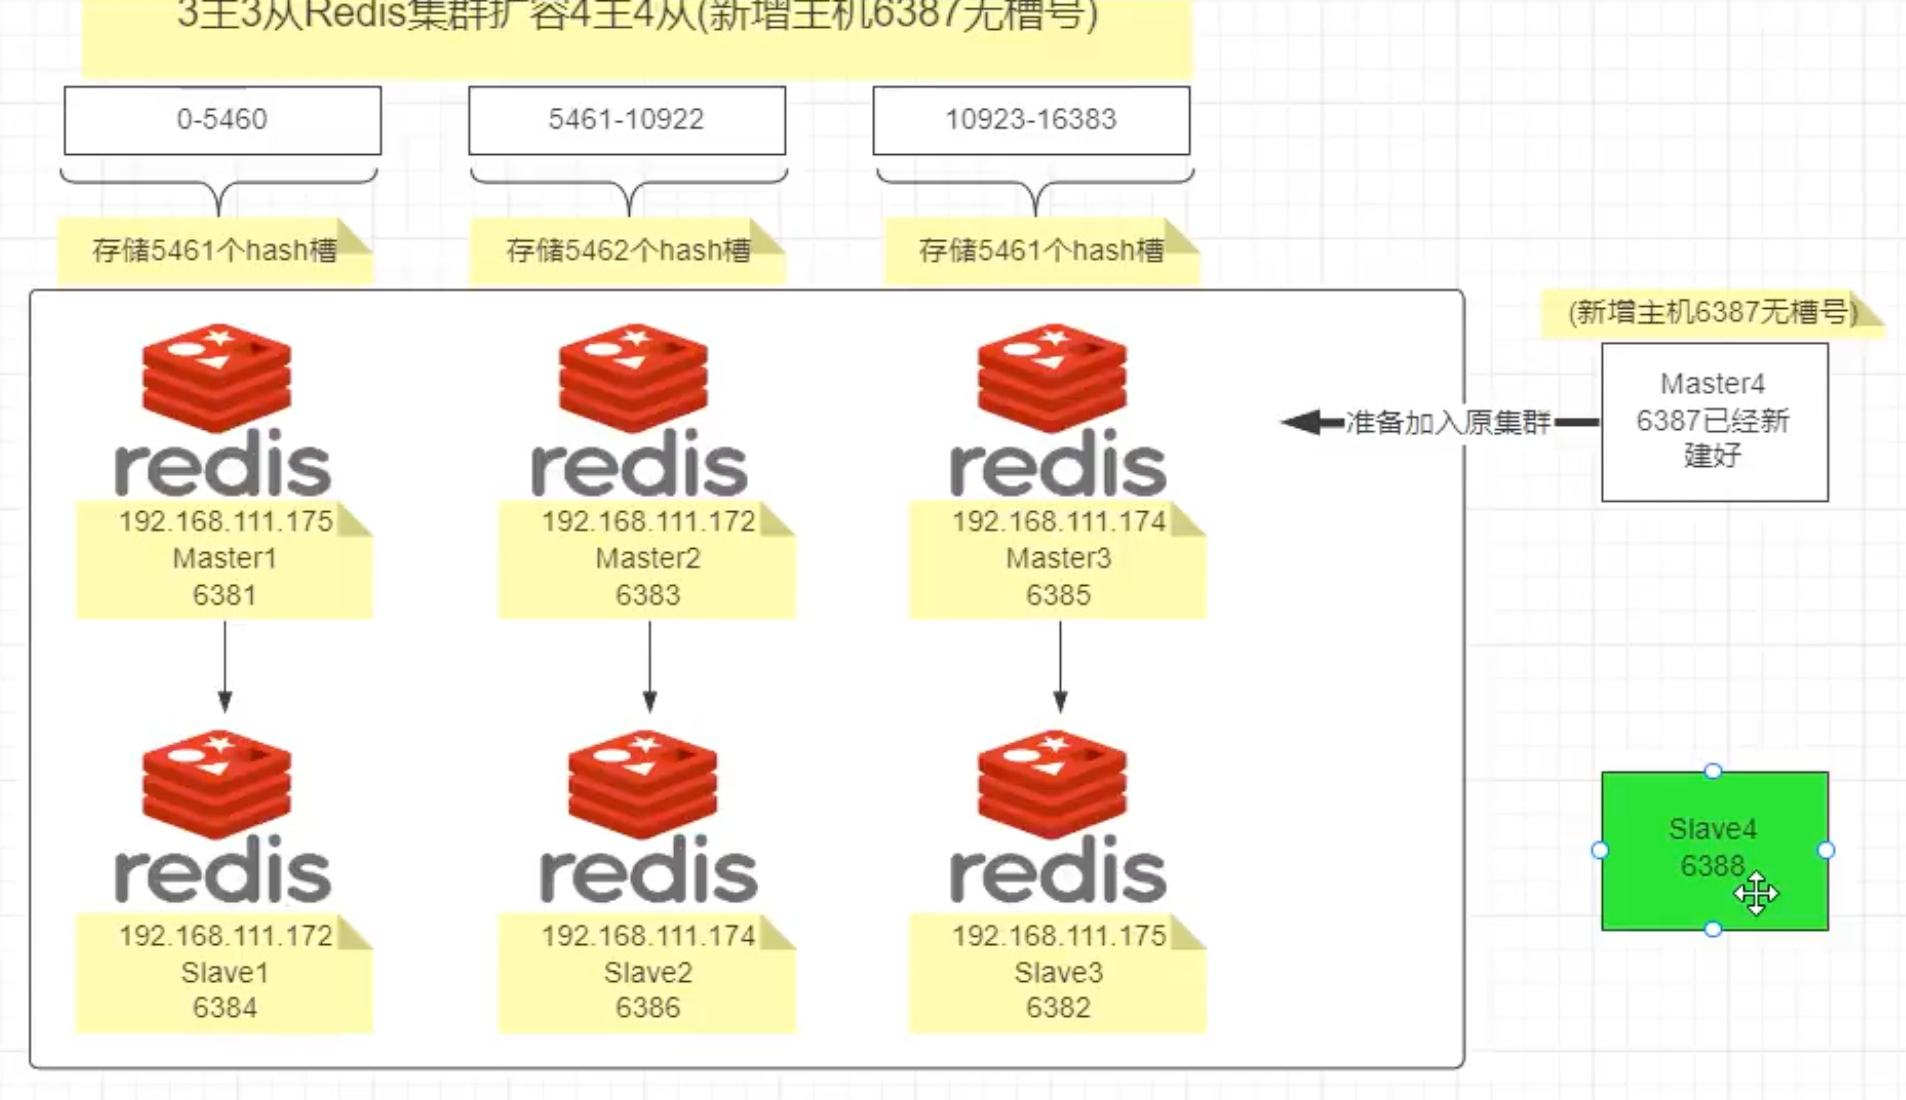 3主3从Redis集群扩容4主4从(新增主机6387无槽号)
0-5460
5461-10922
10923-16383
存储5461个hash槽
存储5462个hash槽
存储5461个hash槽
(新增主机6387无槽号)
Master4
6387已经新
建好
准备加入原集群
redis
192.168.111.175
Master1
6381
redis
192.168.111.172
Master2
6383
redis
192.168.111.174
Master3
6385
redis
192.168.111.172
Slave1
6384
redis
192.168.111.174
Slave2
6386
redis
192.168.111.175
Slave3
6382
Slave4
6388